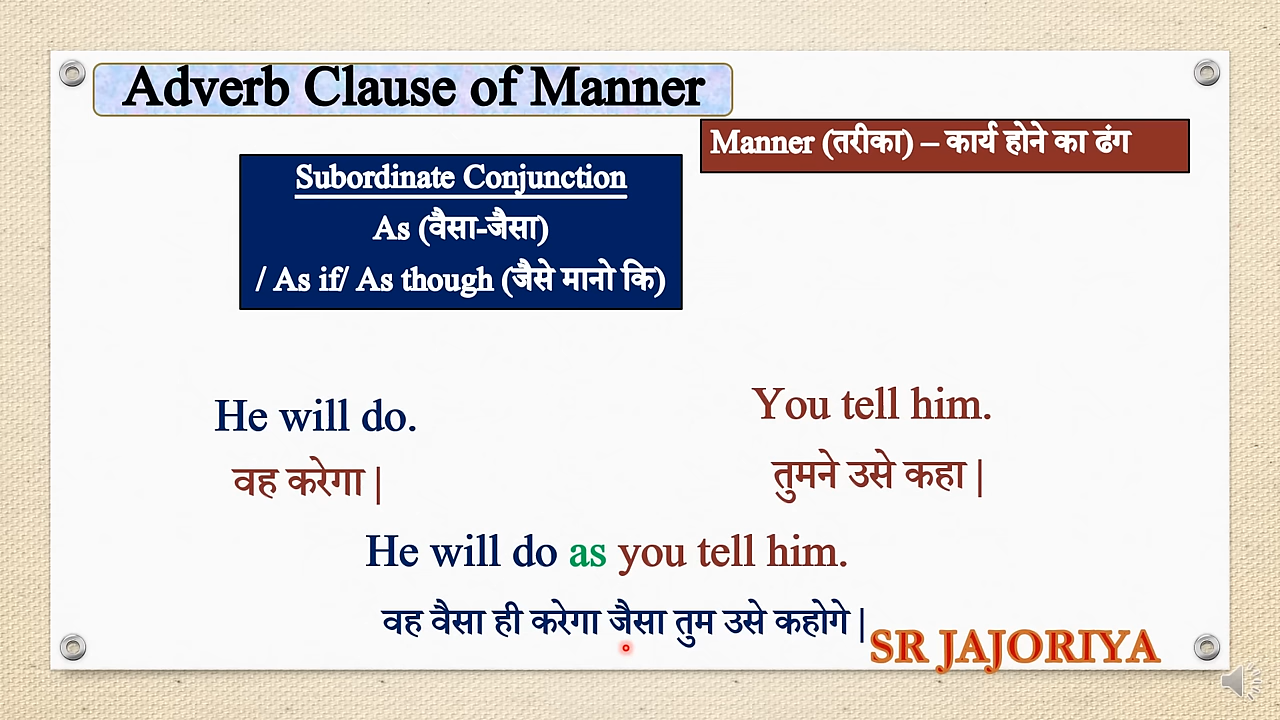 Adverb Clause of Manner
Manner (तरीका) – कार्य होने का ढंग
Subordinate Conjunction
As (वैसा-जैसा)
/ As if/ As though (जैसे मानो कि)
He will do.
You tell him.
वह करेगा |
तुमने उसे कहा |
He will do as you tell him.
वह वैसा ही करेगा जैसा तुम उसे कहोगे |
SR JAJORIYA